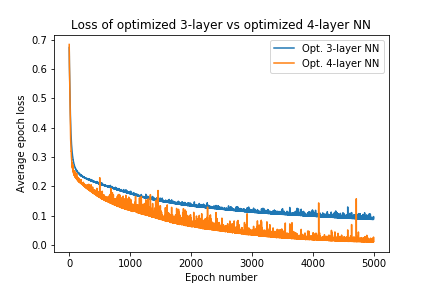 Loss of optimized 3-layer vs optimized 4-layer NN
Opt. 3-layer NN
Opt. 4-layer NN
Average epoch loss
0.7
0.6
0.5
0.4
0.3
0.2
0.1
0.0
0 1000 2000 3000 4000 5000
Epoch number